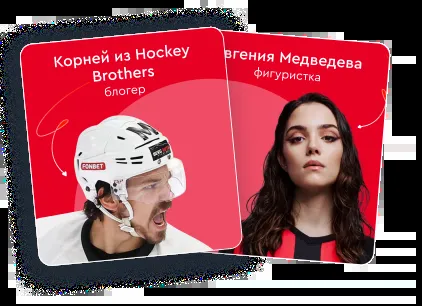 Корней из Hockey
Brothers
блогер
вгения Медведева
фигуристка
FONBET